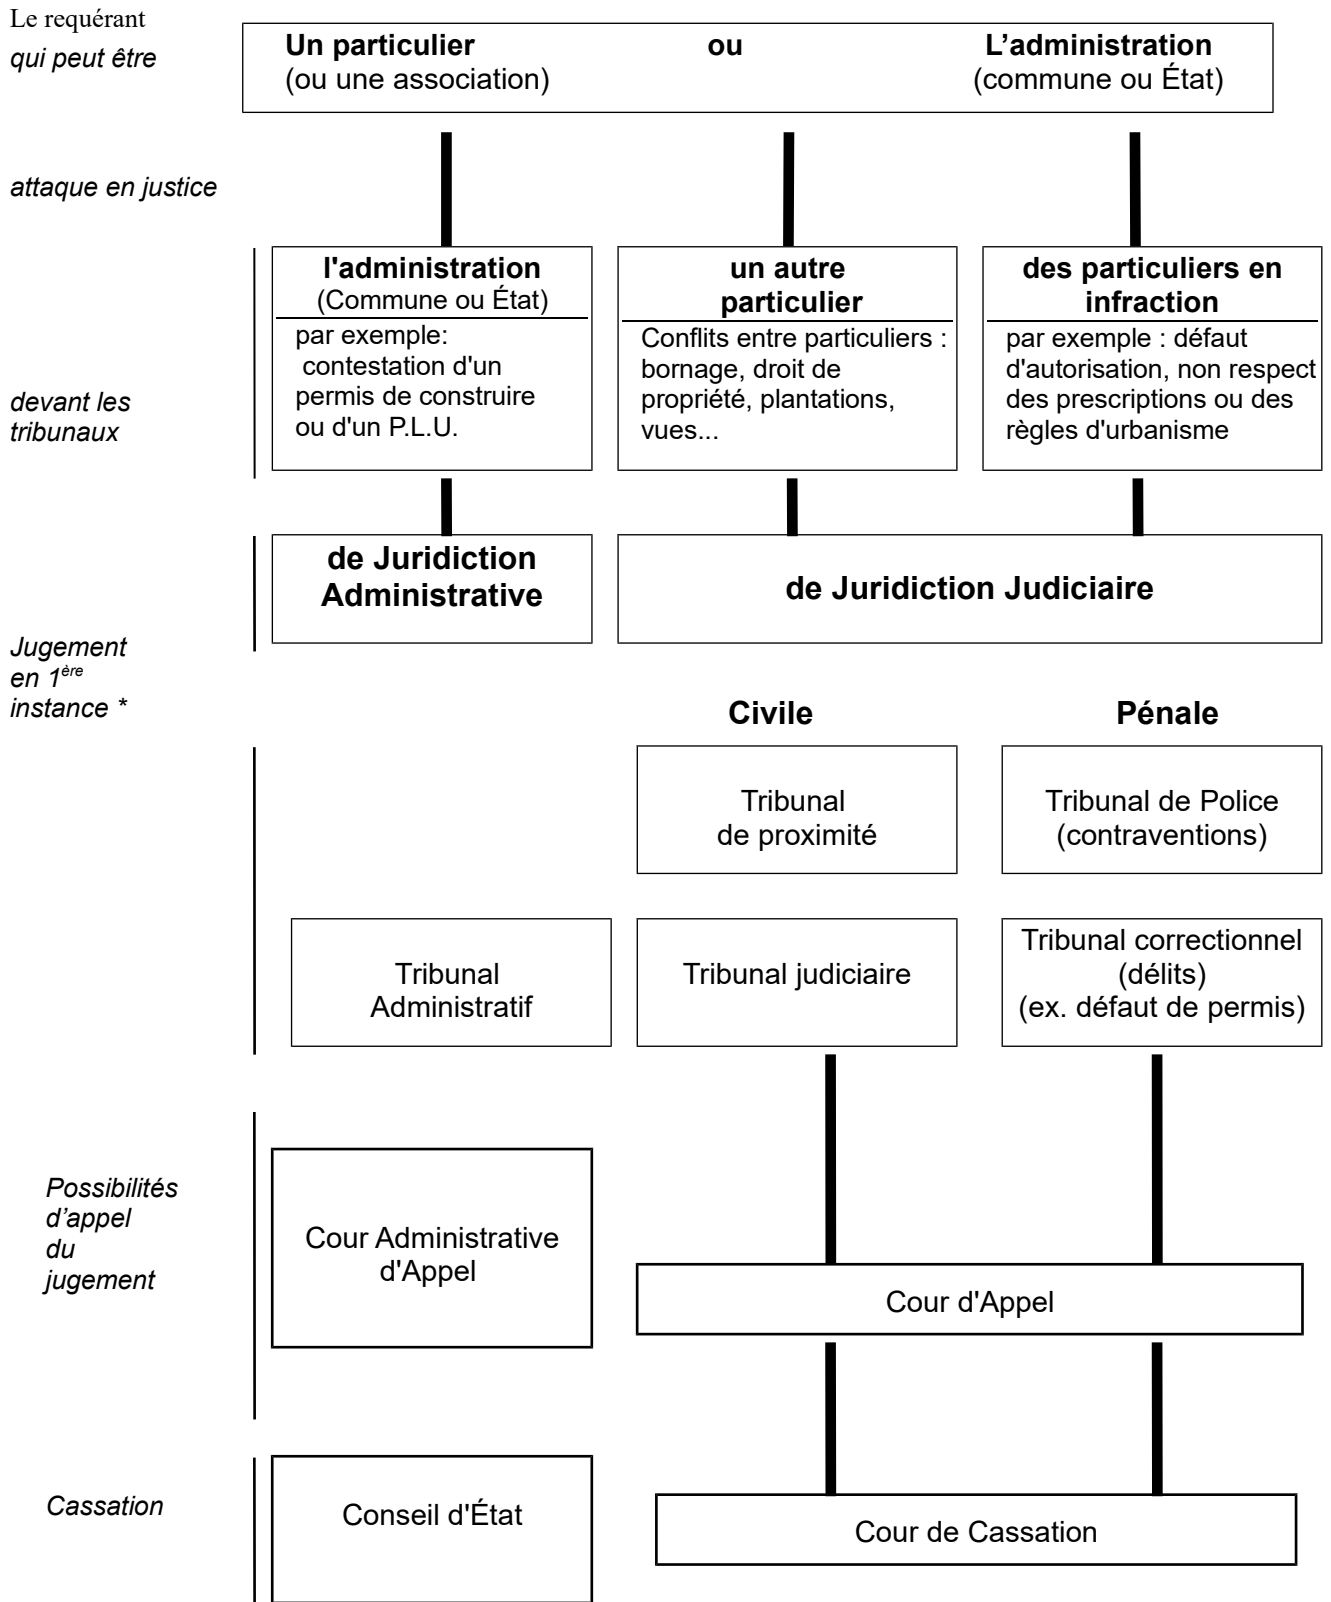 Le requérant
qui peut être
Un particulier ou L’administration
(ou une association) (commune ou État)
attaque en justice
devant les
tribunaux
l'administration
(Commune ou État)
par exemple:
contestation d'un
permis de construire
ou d'un P.L.U.
un autre
particulier
Conflits entre particuliers :
bornage, droit de
propriété, plantations,
vues...
des particuliers en
infraction
par exemple : défaut
d'autorisation, non respect
des prescriptions ou des
règles d'urbanisme
de Juridiction
Administrative
de Juridiction Judiciaire
Jugement
en 1ère
instance *
Civile
Pénale
Tribunal
de proximité
Tribunal de Police
(contraventions)
Tribunal
Administratif
Tribunal judiciaire
Tribunal correctionnel
(délits)
(ex. défaut de permis)
Possibilités
d’appel
du
jugement
Cour Administrative
d'Appel
Cour d'Appel
Cassation
Conseil d'État
Cour de Cassation